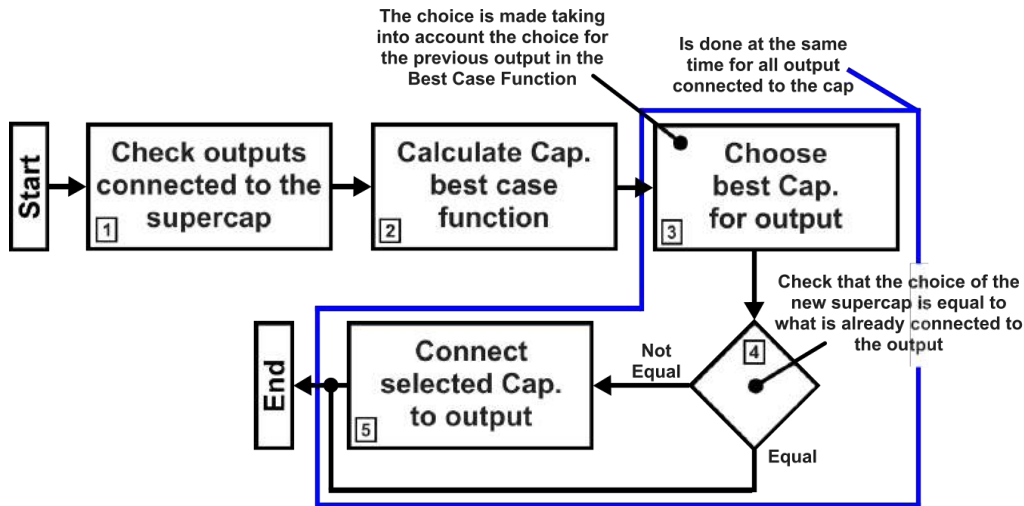 The choice is made taking
into account the choice for
the previous output in the
Best Case Function
Is done at the same
time for all output
connected to the cap
Start
Check outputs
connected to the
supercap
1
Calculate Cap.
best case
function
2
Choose
best Cap.
for output
3
Check that the choice of the
new supercap is equal to
what is already connected to
the output
4
Not
Equal
Equal
Connect
selected Cap.
to output
5
End